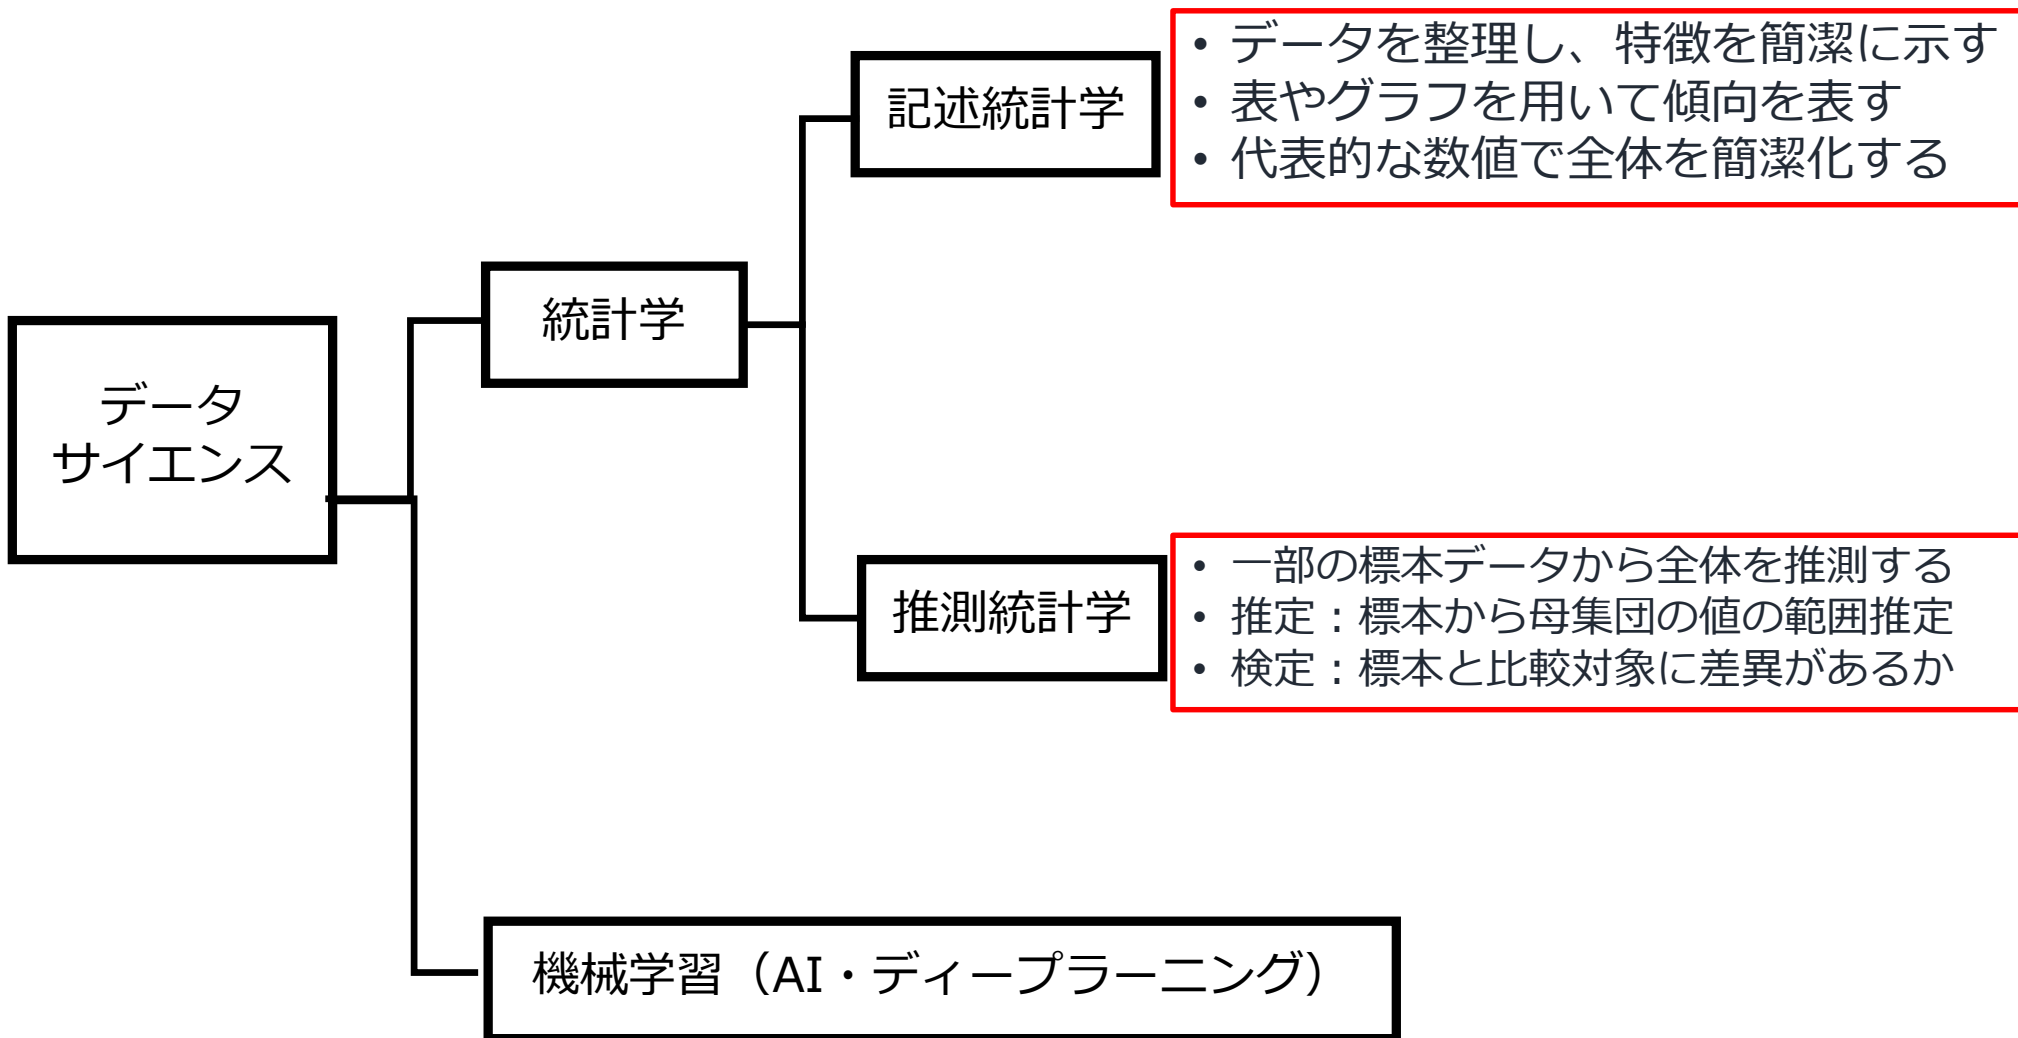 記述統計学
• データを整理し、特徴を簡潔に示す
• 表やグラフを用いて傾向を表す
• 代表的な数値で全体を簡潔化する
統計学
データ
サイエンス
推測統計学
• 一部の標本データから全体を推測する
• 推定：標本から母集団の値の範囲推定
• 検定：標本と比較対象に差異があるか
機械学習（AI・ディープラーニング）